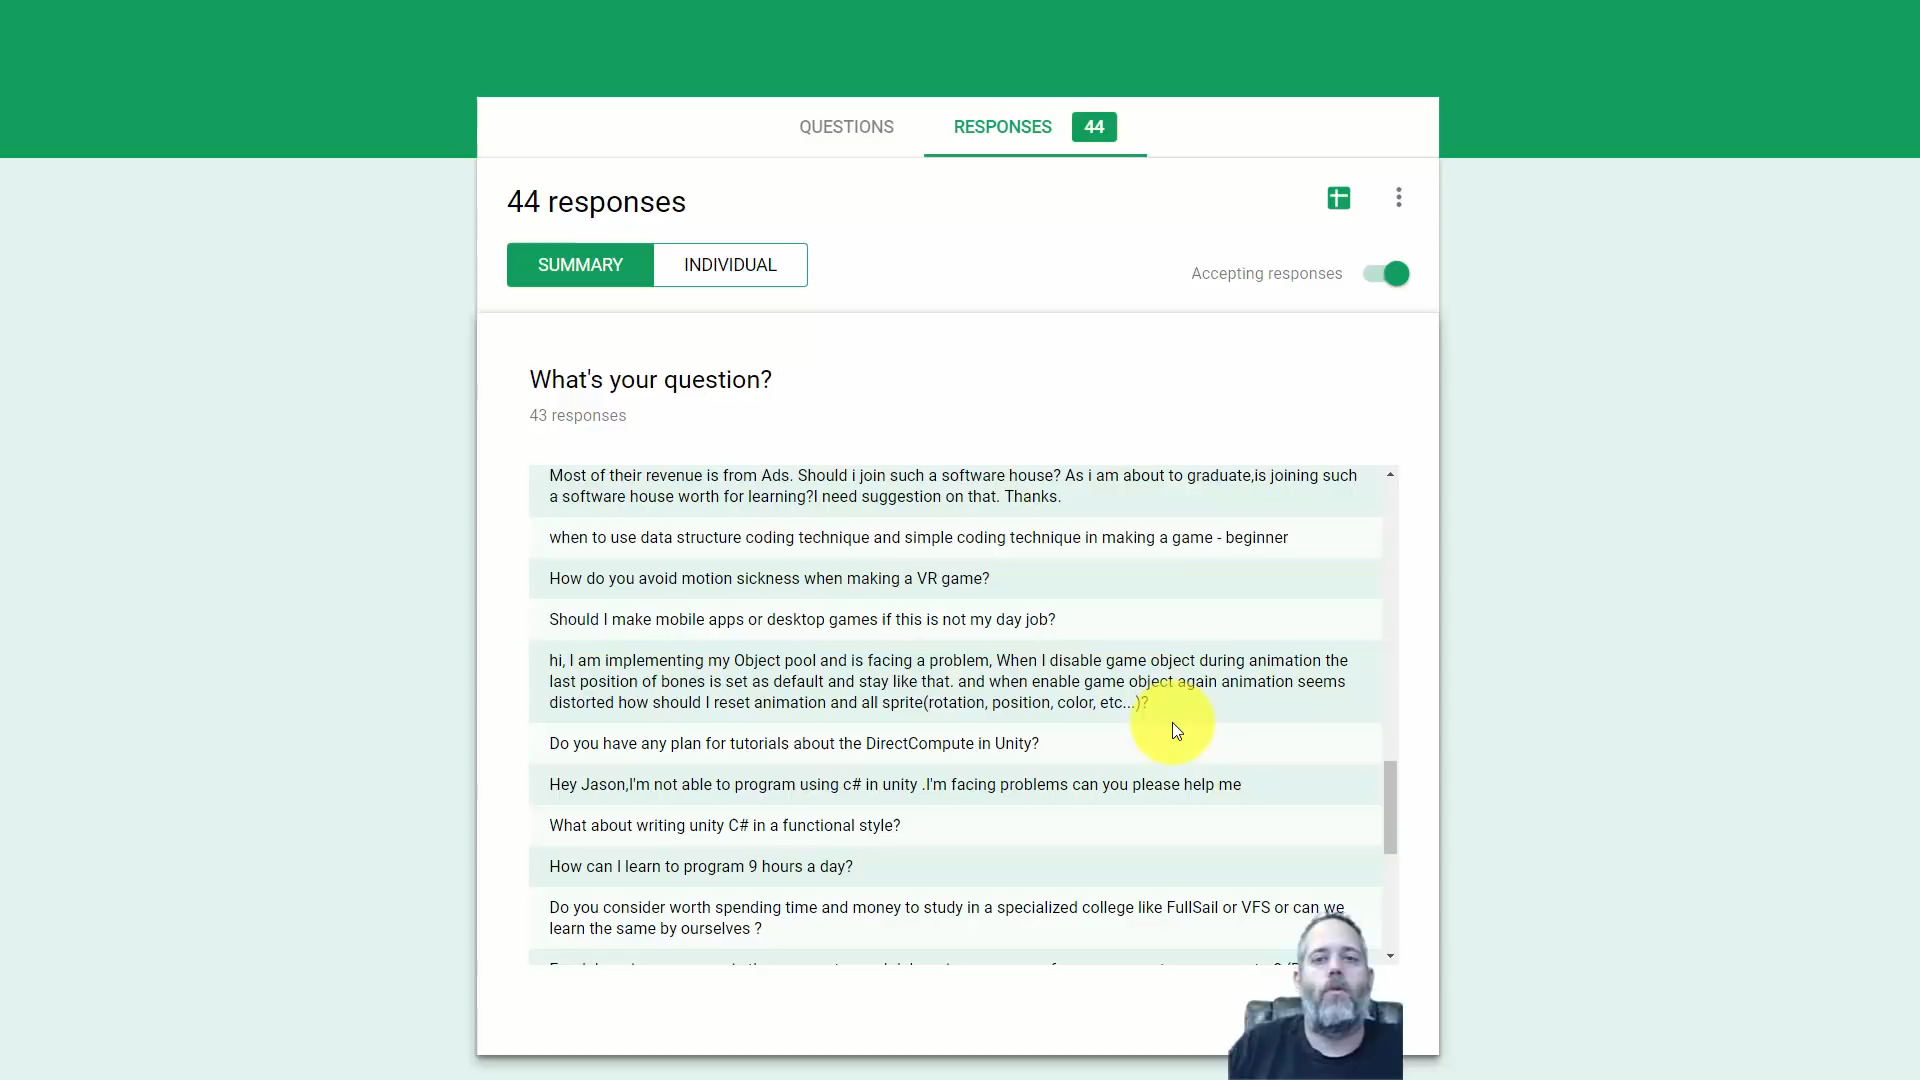 QUESTIONS
RESPONSES 44
44 responses
SUMMARY
INDIVIDUAL
Accepting responses
What's your question?
43 responses
Most of their revenue is from Ads. Should i join such a software house? As i am about to graduate,is joining such
a software house worth for learning?I need suggestion on that. Thanks.
when to use data structure coding technique and simple coding technique in making a game - beginner
How do you avoid motion sickness when making a VR game?
Should I make mobile apps or desktop games if this is not my day job?
hi, I am implementing my Object pool and is facing a problem, When I disable game object during animation the
last position of bones is set as default and stay like that. and when enable game object again animation seems
distorted how should I reset animation and all sprite(rotation, position, color, etc...)?
Do you have any plan for tutorials about the DirectCompute in Unity?
Hey Jason,I'm not able to program using c# in unity .I'm facing problems can you please help me
What about writing unity C# in a functional style?
How can I learn to program 9 hours a day?
Do you consider worth spending time and money to study in a specialized college like FullSail or VFS or can we
learn the same by ourselves ?